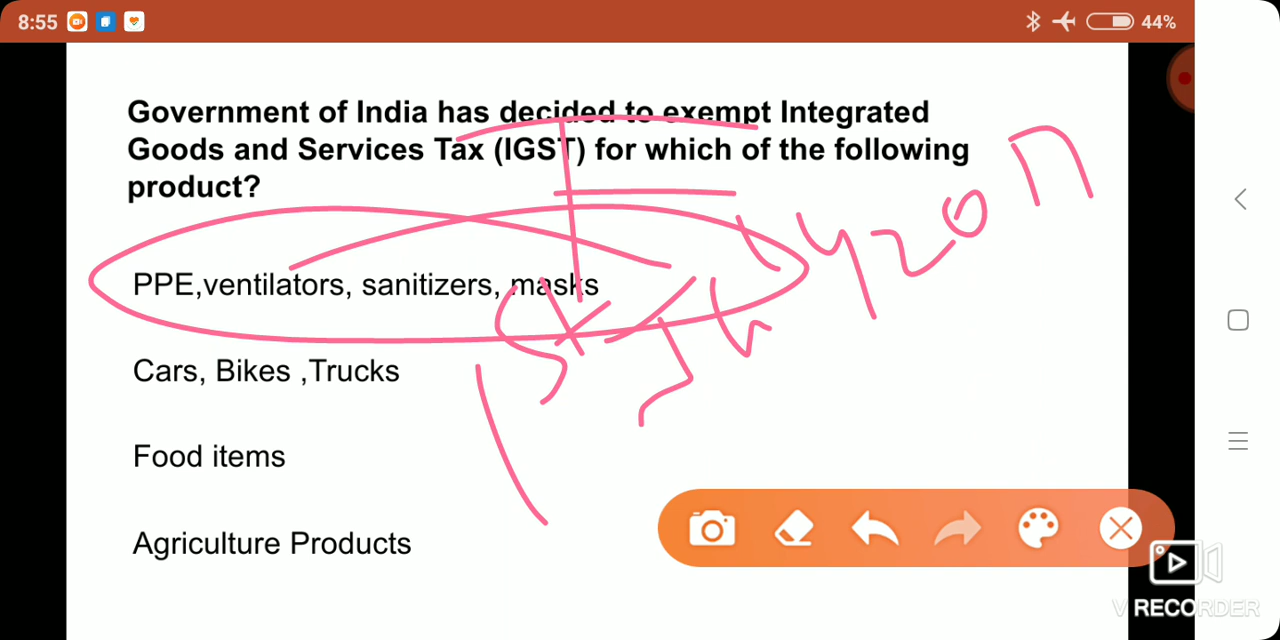 8:55
44%
Government of India has decided to exempt Integrated
Goods and Services Tax (IGST) for which of the following
product?
PPE,ventilators, sanitizers, masks
Cars, Bikes ,Trucks
Food items
Agriculture Products
V RECORDER